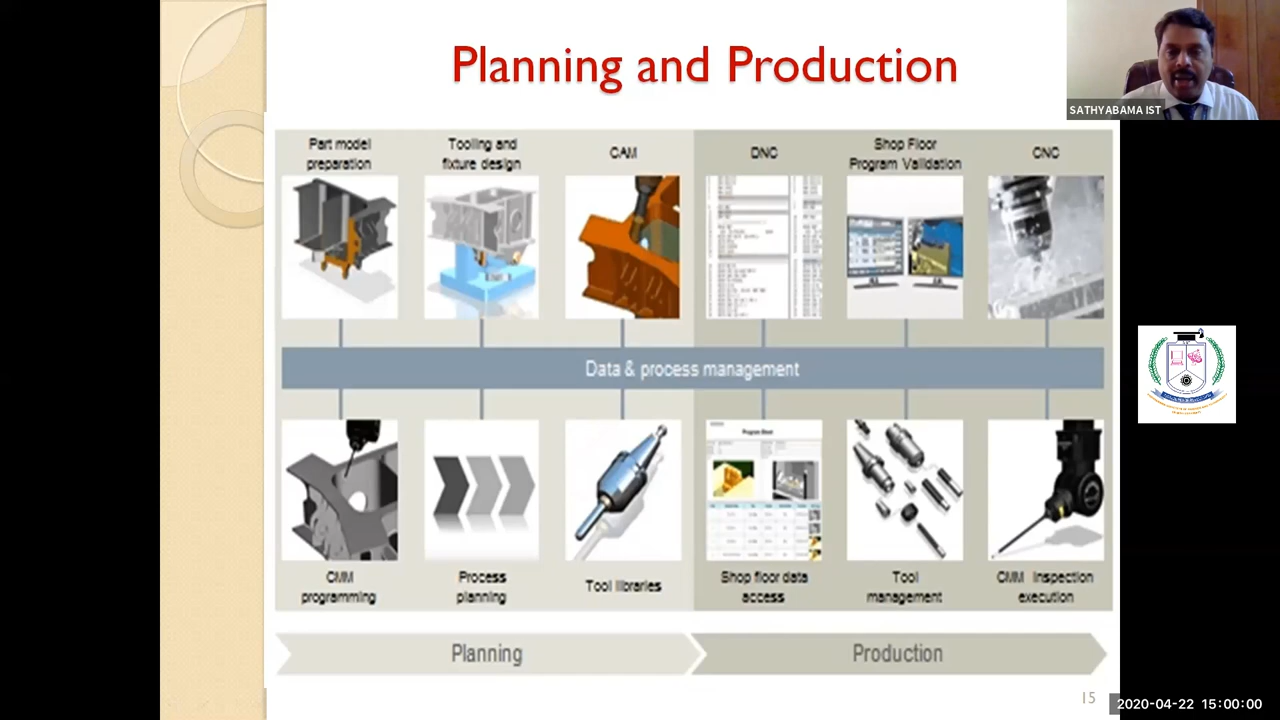 Planning and Production
SATHYABAMA IST
Part model
preparation
Tooling and
fixture design
CAM
DNC
Shop Floor
Program Validation
CNC
Data & process management
Program Sheet
CMM
programming
Process
planning
Tool libraries
Shop floor data
access
Tool
management
CMM Inspection
execution
Planning
Production
15
2020-04-22 15:00:00